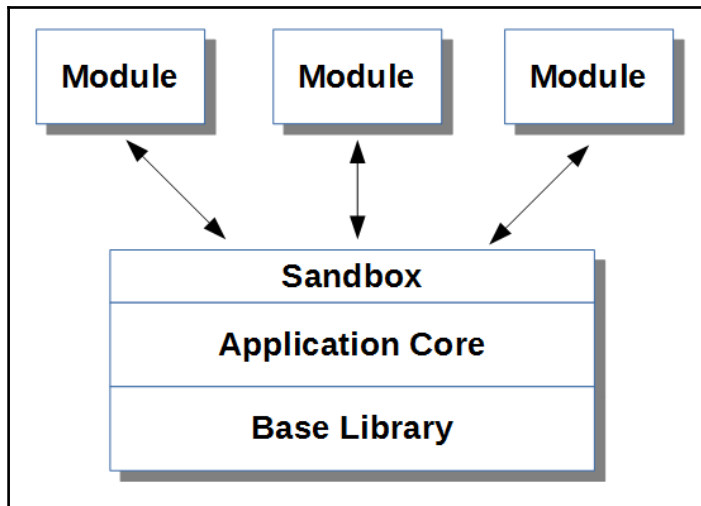 Module
Module
Module
Sandbox
Application Core
Base Library